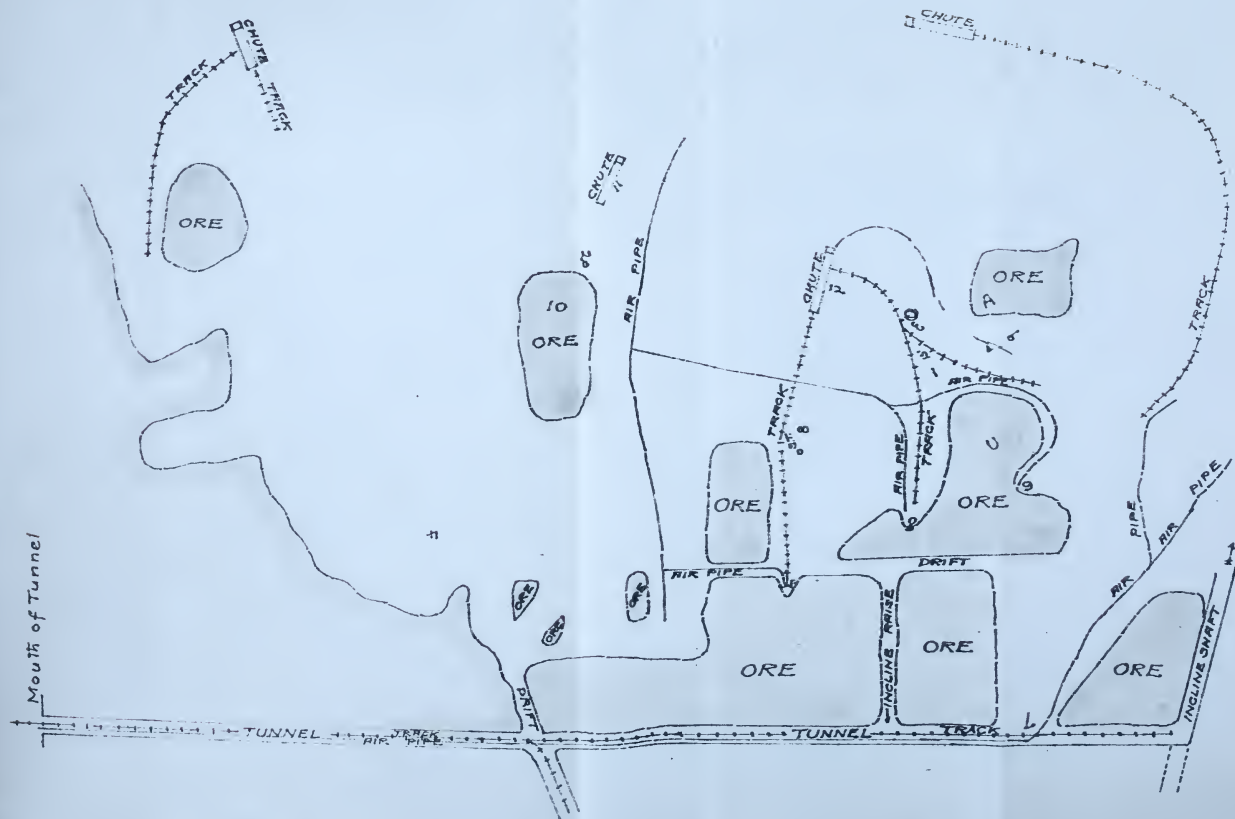 CHUTE
TRACK
TRACK
CHUTE
ORE
CHUTE
11
AIR PIPE
10
ORE
CHUTE
ORE
A
TRACK
TRACK
AIR PIPE
8
AIR PIPE
TRACK
C
ORE
ORE
PIPE
AIR PIPE
DRIFT
AIR PIPE
ORE
ORE
ORE
H
Mouth of Tunnel
DRIFT
ORE
INCLINE RAISE
ORE
ORE
INCLINE SHAFT
L
TUNNEL
TRACK
AIR PIPE
TUNNEL
TRACK